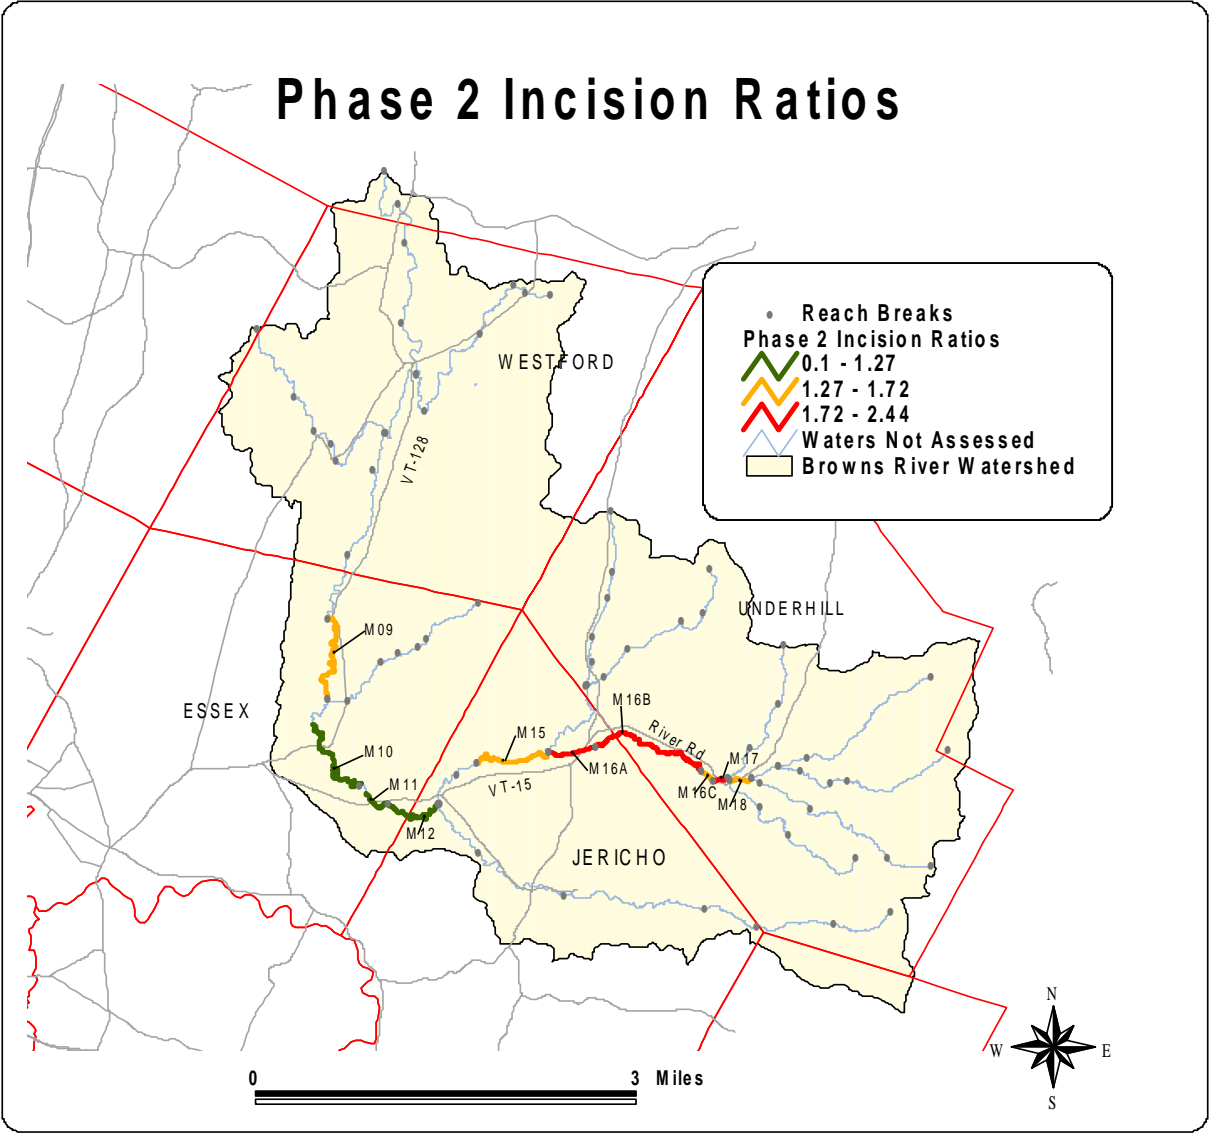 Phase 2 Incision Ratios
Reach Breaks
Phase 2 Incision Ratios
0.1 - 1.27
1.27 - 1.72
1.72 - 2.44
Waters Not Assessed
Browns River Watershed
WESTFORD
VT-128
UNDERHILL
M09
ESSEX
M16B
River Rd
M15
M10
M17
M16A
M11
VT-15
M16C
M18
M12
JERICHO
N
W
E
S
0
3 Miles